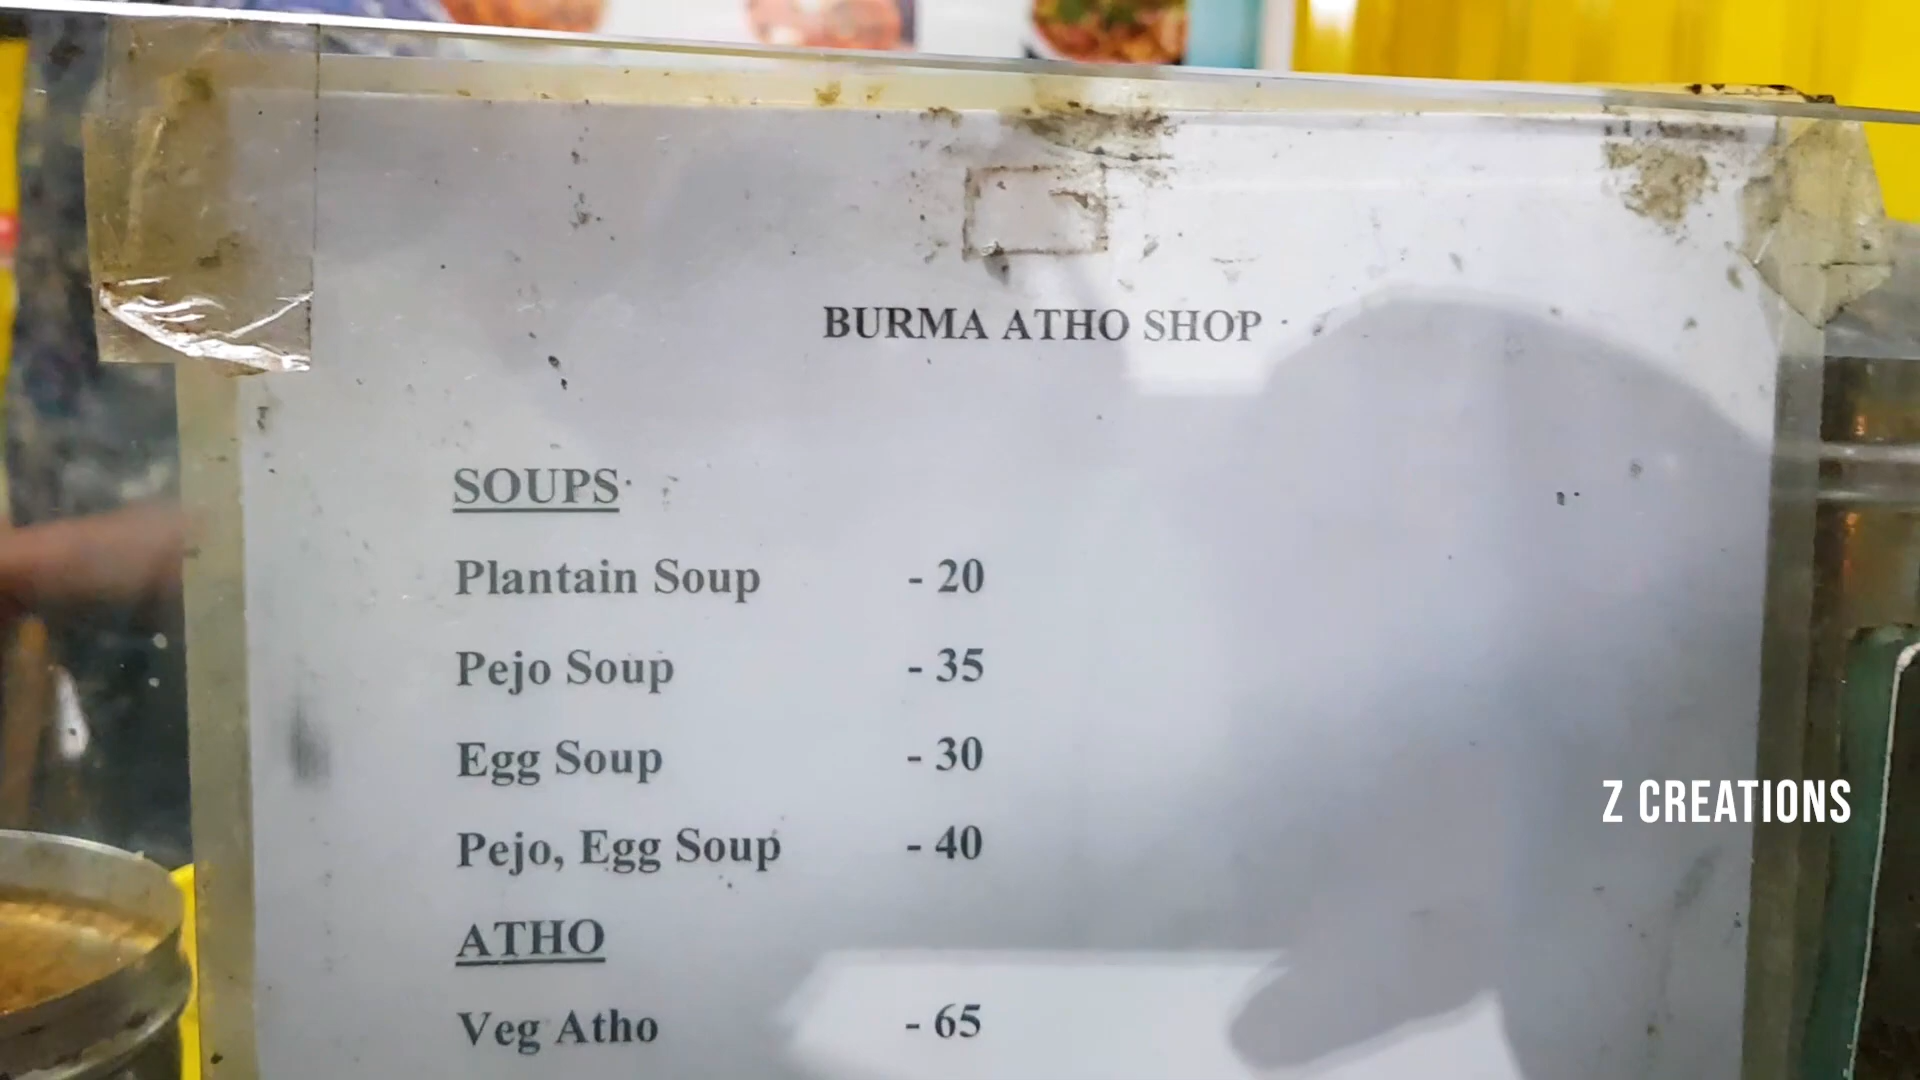 BURMA ATHO SHOP
SOUPS
Plantain Soup - 20
Pejo Soup - 35
Egg Soup - 30
Pejo, Egg Soup - 40
ATHO
Veg Atho - 65
Z CREATIONS